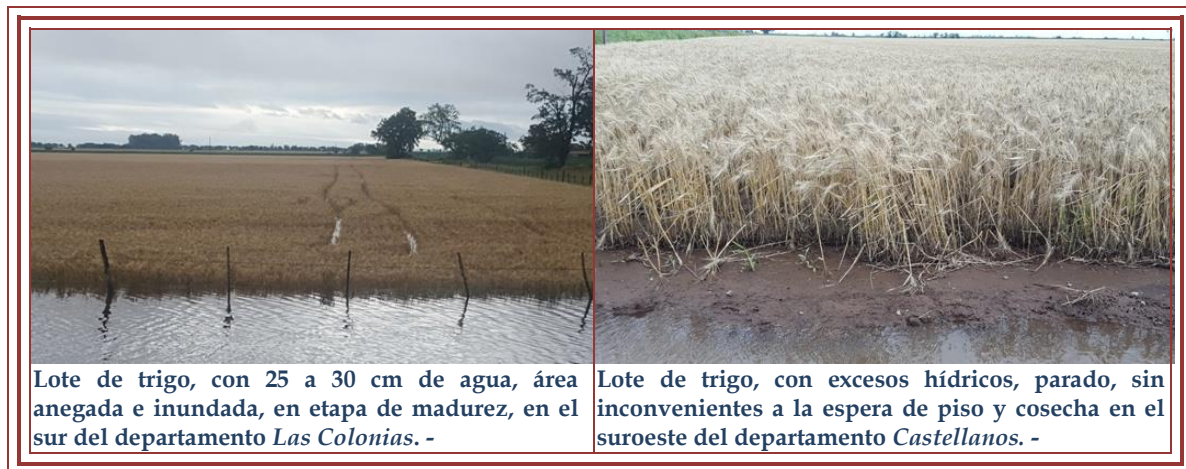 Lote de trigo, con 25 a 30 cm de agua, área
anegada e inundada, en etapa de madurez, en el
sur del departamento Las Colonias. -
Lote de trigo, con excesos hídricos, parado, sin
inconvenientes a la espera de piso y cosecha en el
suroeste del departamento Castellanos. -